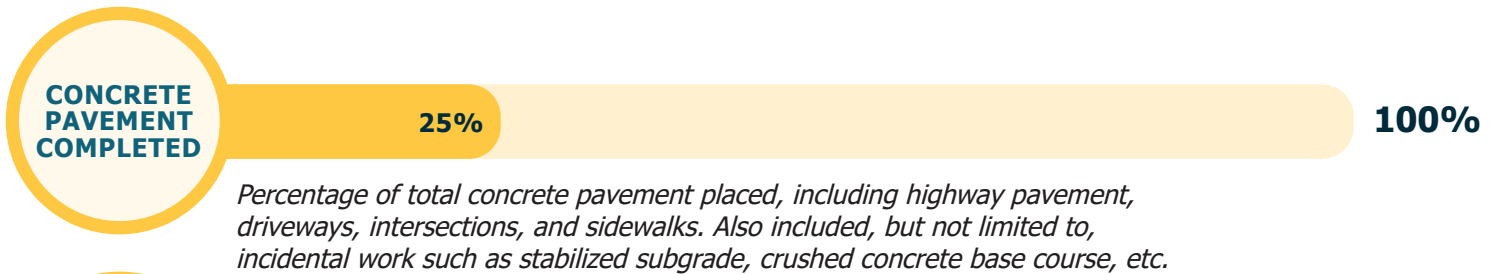 CONCRETE
PAVEMENT
COMPLETED
25%
100%
Percentage of total concrete pavement placed, including highway pavement,
driveways, intersections, and sidewalks. Also included, but not limited to,
incidental work such as stabilized subgrade, crushed concrete base course, etc.